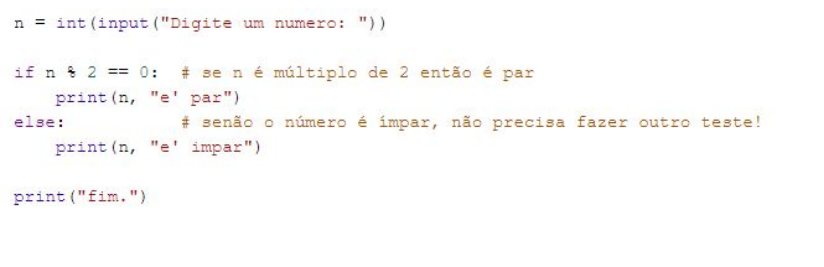 n = int(input("Digite um numero: "))
if n % 2 == 0:  # se n é múltiplo de 2 então é par
    print(n, "e' par")
else:           # senão o número é ímpar, não precisa fazer outro teste!
    print(n, "e' impar")
print("fim.")